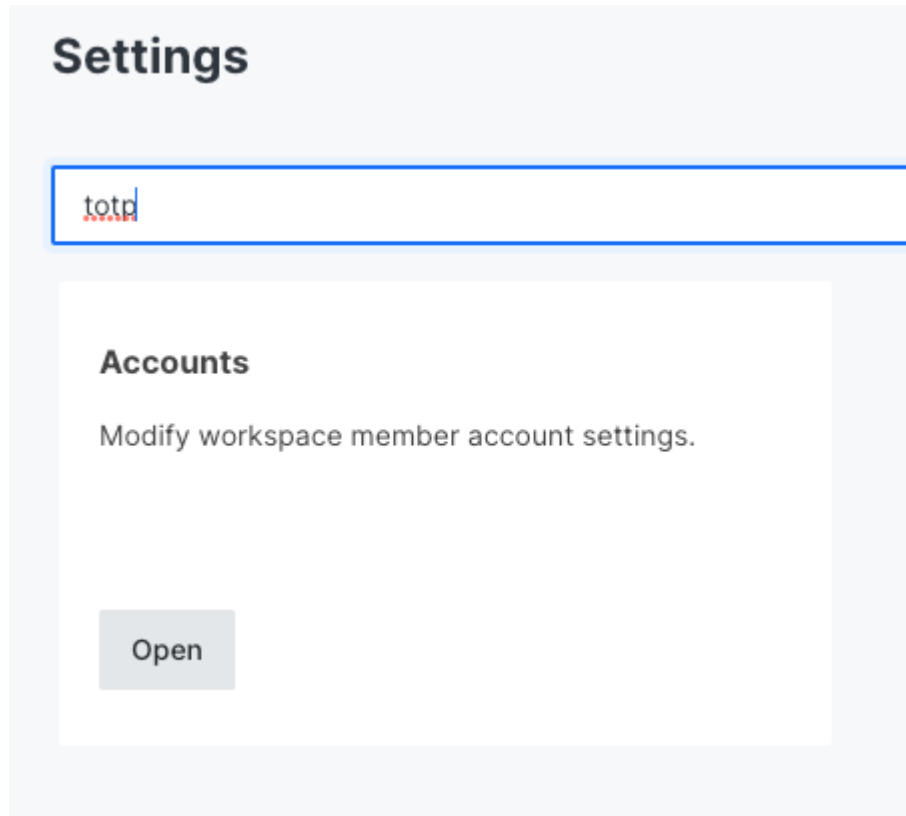 Settings
totp
Accounts
Modify workspace member account settings.
Open